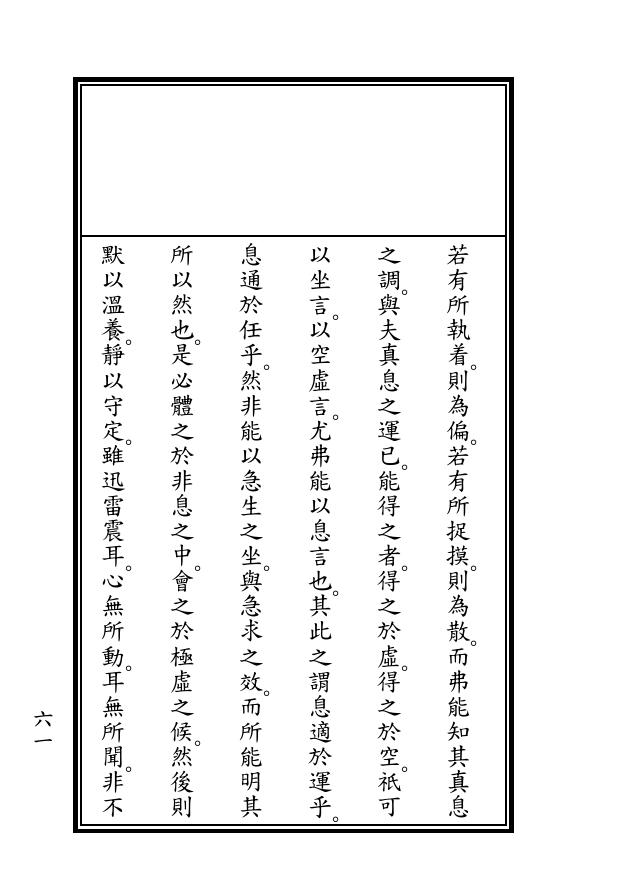 若有所執着。則為偏。若有所捉摸。則為散。而弗能知其真息
之調。與夫真息之運已。能得之者。得之於虛。得之於空。祇可
以坐言。以空虛言。尤弗能以息言也。其此之謂息適於運乎。
息通於任乎。然非能以急生之坐。與急求之效。而所能明其
所以然也。是必體之於非息之中。會之於極虛之候。然後則
默以溫養。靜以守定。雖迅雷震耳。心無所動。耳無所聞。非不
六一